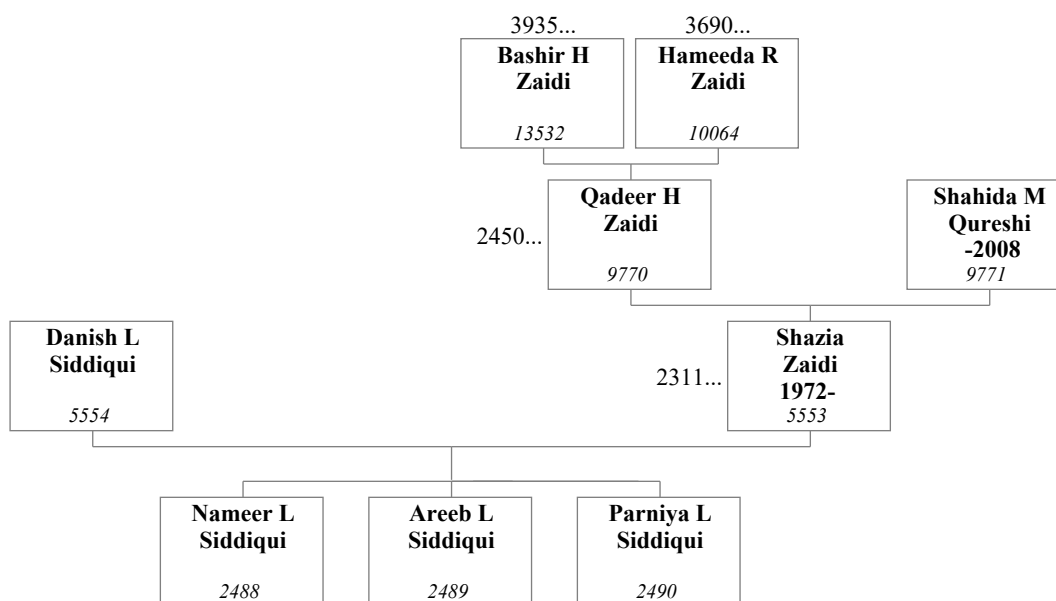 3935...
3690...
Bashir H
Zaidi
13532
Hameeda R
Zaidi
10064
2450...
Qadeer H
Zaidi
9770
Shahida M
Qureshi
-2008
9771
Danish L
Siddiqui
5554
2311...
Shazia
Zaidi
1972-
5553
Nameer L
Siddiqui
2488
Areeb L
Siddiqui
2489
Parniya L
Siddiqui
2490